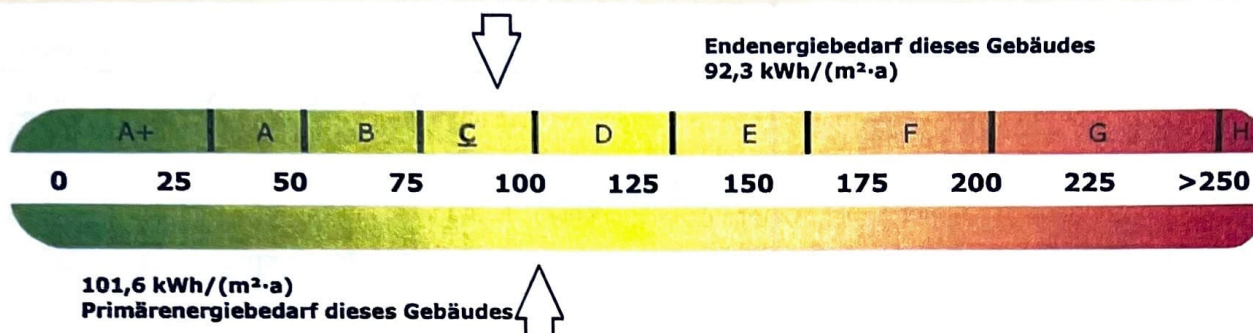 Endenergiebedarf dieses Gebäudes
92,3 kWh/(m²·a)
A+ A B C D E F G H
0 25 50 75 100 125 150 175 200 225 >250
101,6 kWh/(m²·a)
Primärenergiebedarf dieses Gebäudes